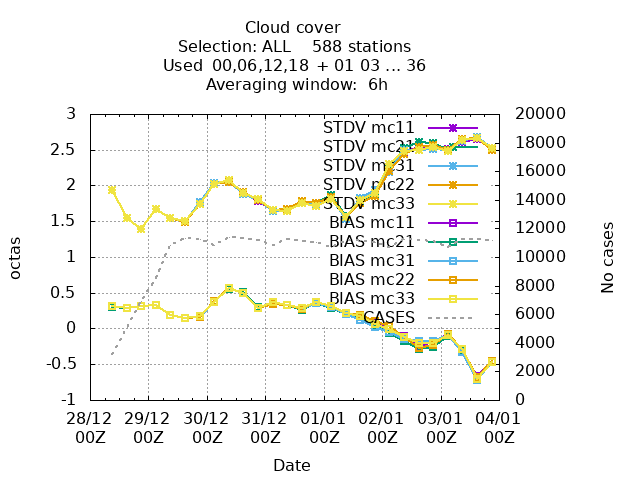 Cloud cover
Selection: ALL    588 stations
Used  00,06,12,18  + 01 03 ... 36
Averaging window:  6h
octas
3
2.5
2
1.5
1
0.5
0
-0.5
-1
STDV mc11
STDV mc21
STDV mc31
STDV mc22
STDV mc33
BIAS mc11
BIAS mc21
BIAS mc31
BIAS mc22
BIAS mc33
CASES
20000
18000
16000
14000
12000
10000
8000
6000
4000
2000
0
No cases
28/12 29/12 30/12 31/12 01/01 02/01 03/01 04/01
00Z 00Z 00Z 00Z 00Z 00Z 00Z 00Z
Date